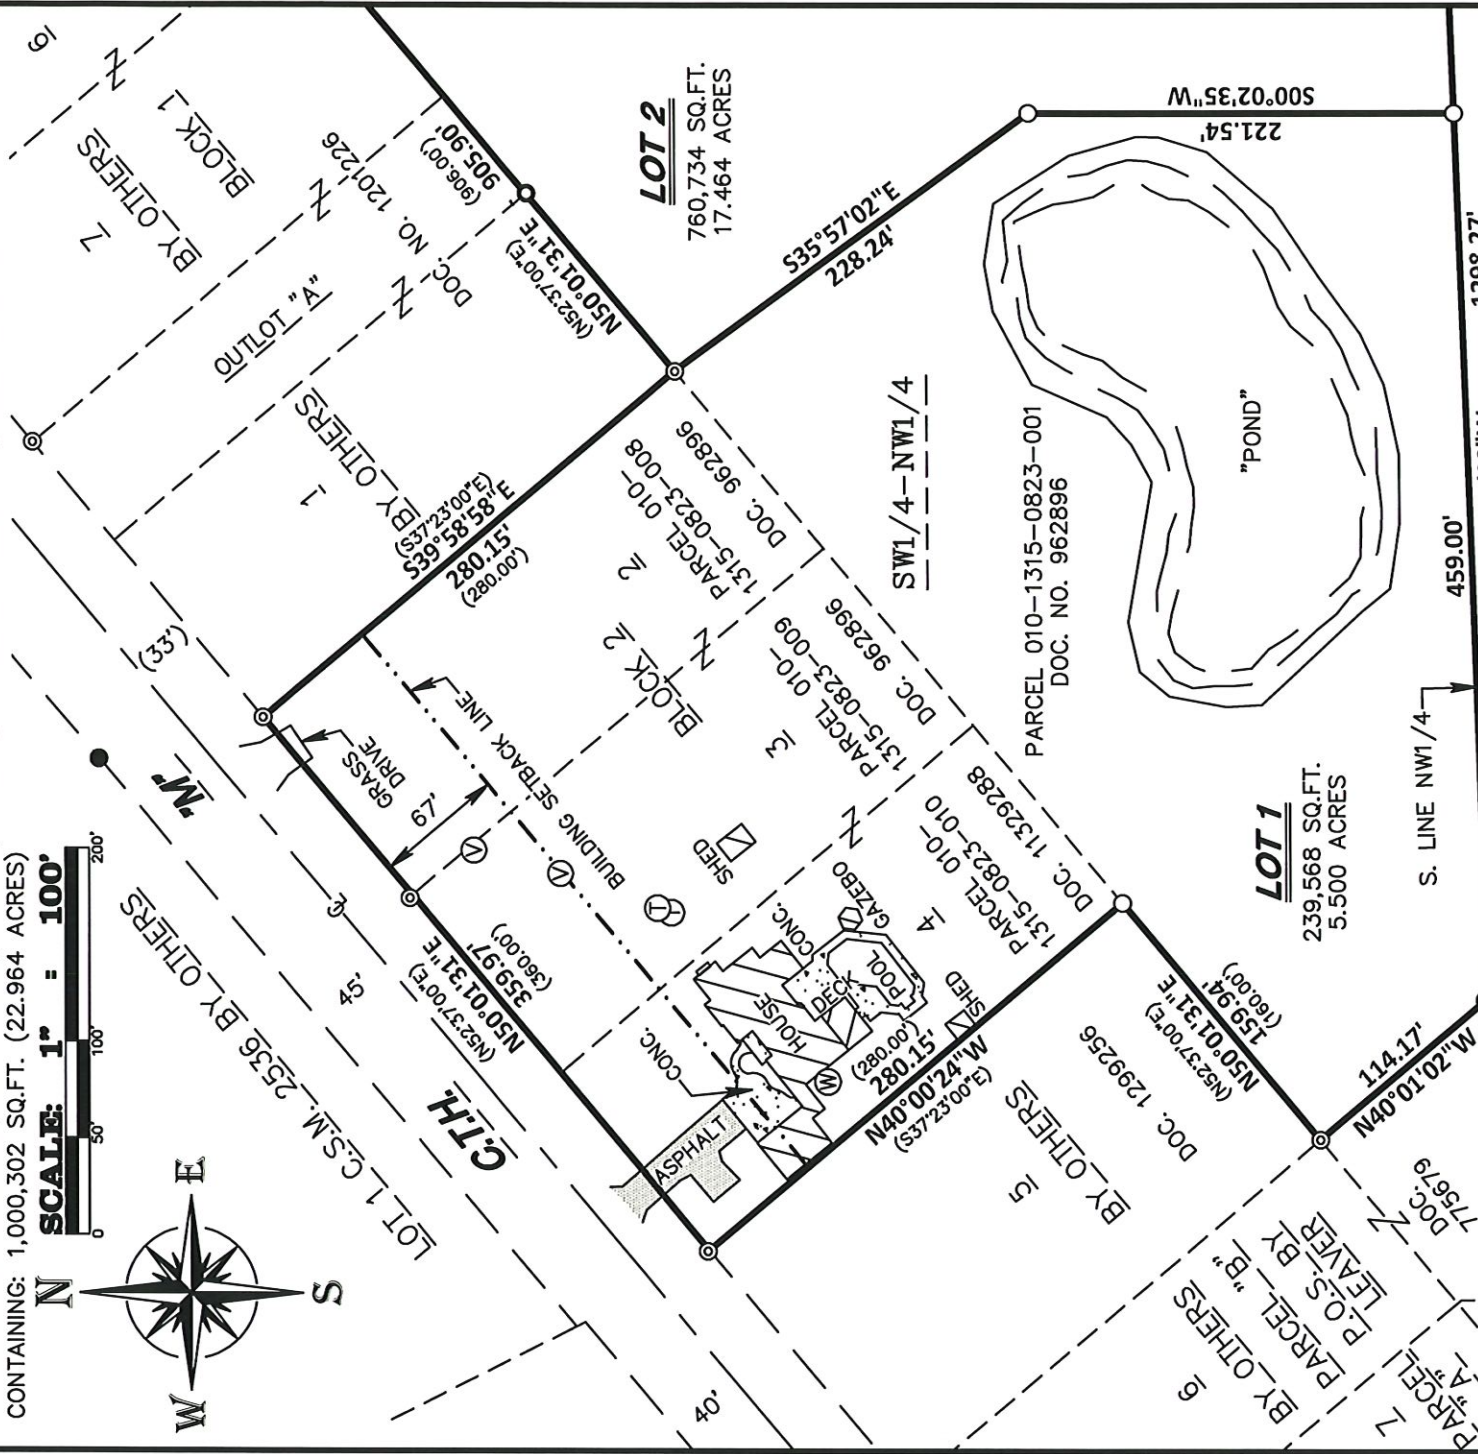 CONTAINING: 1,000,302 SQ.FT. (22.964 ACRES)
SCALE: 1" = 100'
0
50'
100'
200'
N
E
S
W
LOT 1 C.S.M. 2536 BY OTHERS
45'
40'
C.T.H.
"M"
(33')
6
7
BY OTHERS
BLOCK 1
OUTLOT "A"
DOC. NO. 1201226
1
BY OTHERS
905.90'
(906.00')
N50°01'31"E
(N52°37'00"E)
LOT 2
760,734 SQ.FT.
17.464 ACRES
(S37°23'00"E)
S39°58'58"E
280.15'
(280.00')
S35°57'02"E
228.24'
S00°02'35"W
221.54'
GRASS
DRIVE
67'
BUILDING SETBACK LINE
BLOCK 2
2
PARCEL 010-
1315-0823-008
DOC. 962896
3
PARCEL 010-
1315-0823-009
DOC. 962896
4
PARCEL 010-
1315-0823-010
DOC. 11329288
N50°01'31"E
(N52°37'00"E)
359.97'
(360.00')
V
V
T
Y
SHED
CONC.
GAZEBO
HOUSE
DECK
POOL
SHED
CONC.
W
ASPHALT
(280.00')
280.15'
N40°00'24"W
(S37°23'00"E)
SW1/4-NW1/4
PARCEL 010-1315-0823-001
DOC. NO. 962896
"POND"
LOT 1
239,568 SQ.FT.
5.500 ACRES
S. LINE NW1/4
459.00'
1298.27'
N50°01'31"E
(N52°37'00"E)
159.94'
(160.00')
114.17'
N40°01'02"W
5
BY OTHERS
DOC. 1299256
6
BY OTHERS
PARCEL "B"
P.O.S. BY
LEAVER
DOC.
775679
7
PARCEL
"A"